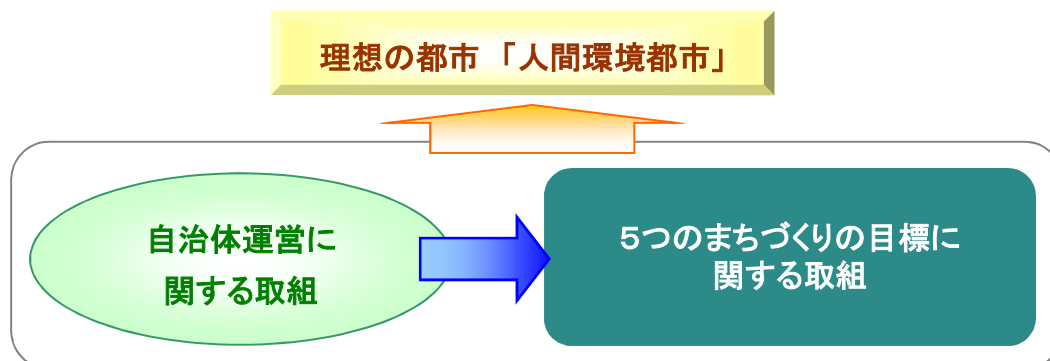 理想の都市 「人間環境都市」
自治体運営に
関する取組
５つのまちづくりの目標に
関する取組